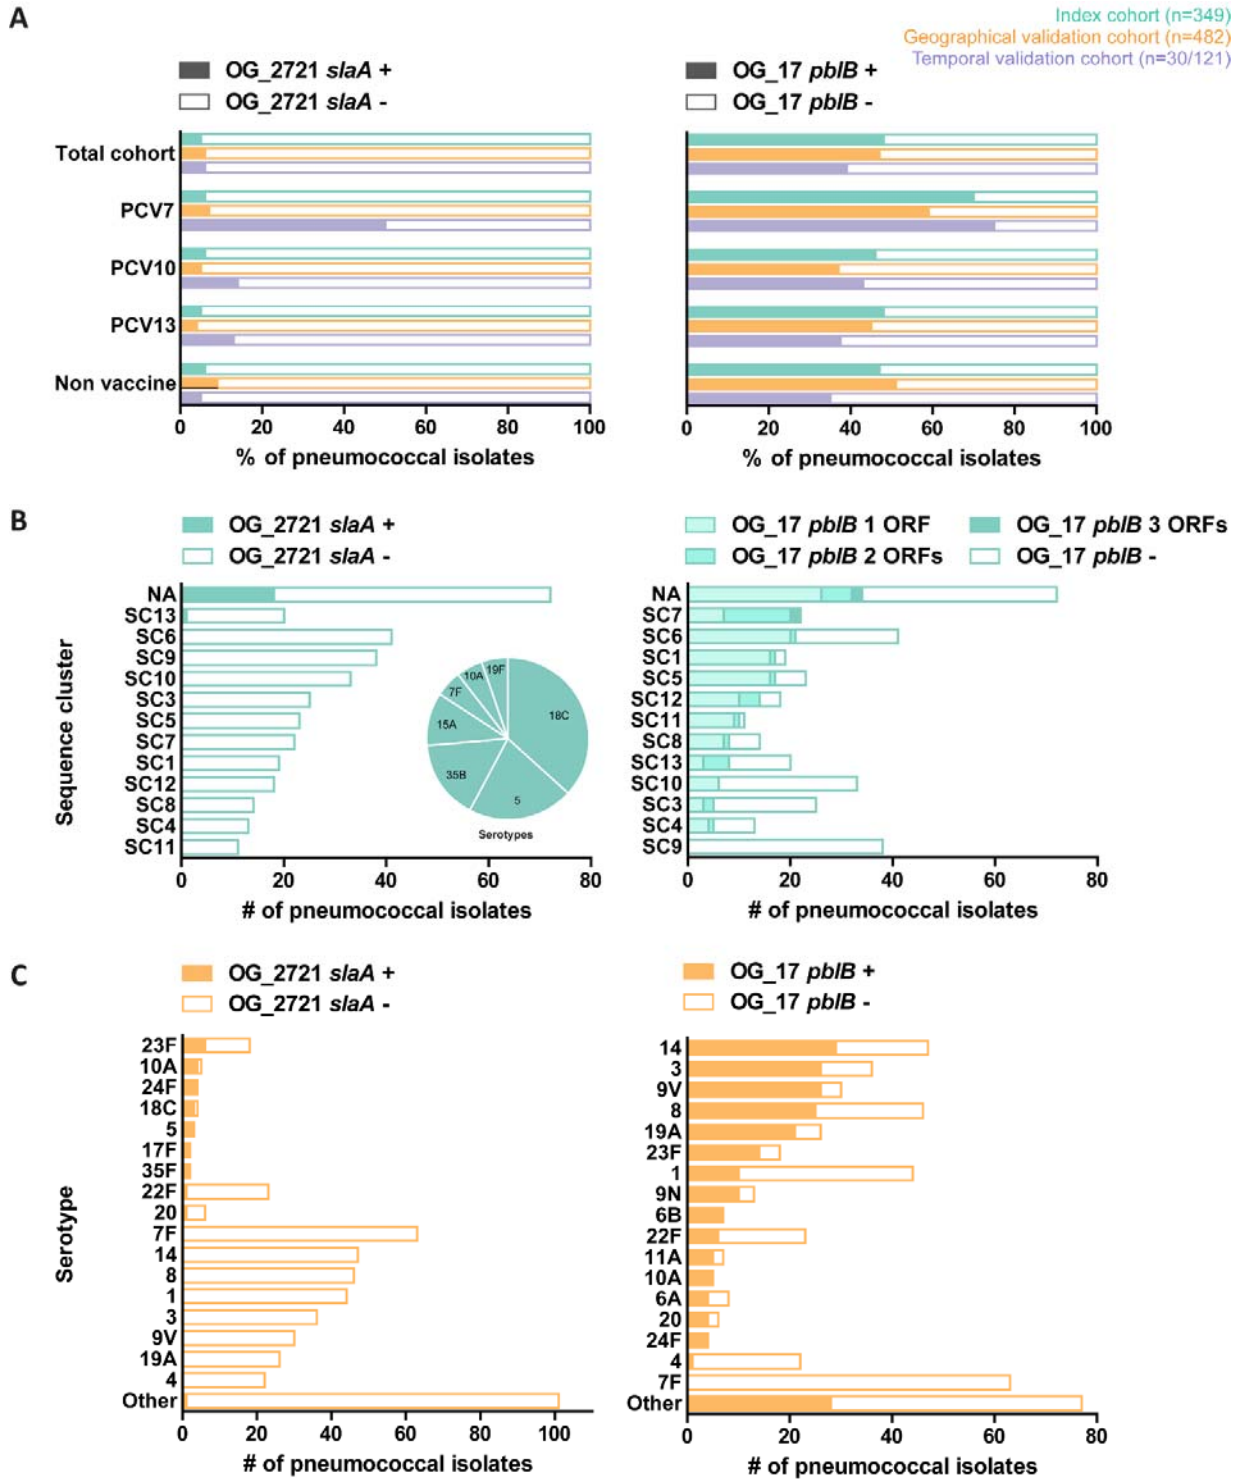 A
Index cohort (n=349)
Geographical validation cohort (n=482)
Temporal validation cohort (n=30/121)
OG_2721 slaA +
OG_2721 slaA -
OG_17 pblB +
OG_17 pblB -
Total cohort
PCV7
PCV10
PCV13
Non vaccine
0 20 40 60 80 100
% of pneumococcal isolates
0 20 40 60 80 100
% of pneumococcal isolates
B
OG_2721 slaA +
OG_2721 slaA -
OG_17 pblB 1 ORF
OG_17 pblB 2 ORFs
OG_17 pblB 3 ORFs
OG_17 pblB -
Sequence cluster
NA
SC13
SC6
SC9
SC10
SC3
SC5
SC7
SC1
SC12
SC8
SC4
SC11
0 20 40 60 80
# of pneumococcal isolates
18C
5
35B
15A
7F
10A
19F
Serotypes
NA
SC7
SC6
SC1
SC5
SC12
SC11
SC8
SC13
SC10
SC3
SC4
SC9
0 20 40 60 80
# of pneumococcal isolates
C
OG_2721 slaA +
OG_2721 slaA -
OG_17 pblB +
OG_17 pblB -
Serotype
23F
10A
24F
18C
5
17F
35F
22F
20
7F
14
8
1
3
9V
19A
4
Other
0 20 40 60 80 100
# of pneumococcal isolates
14
3
9V
8
19A
23F
1
9N
6B
22F
11A
10A
6A
20
24F
4
7F
Other
0 20 40 60 80
# of pneumococcal isolates